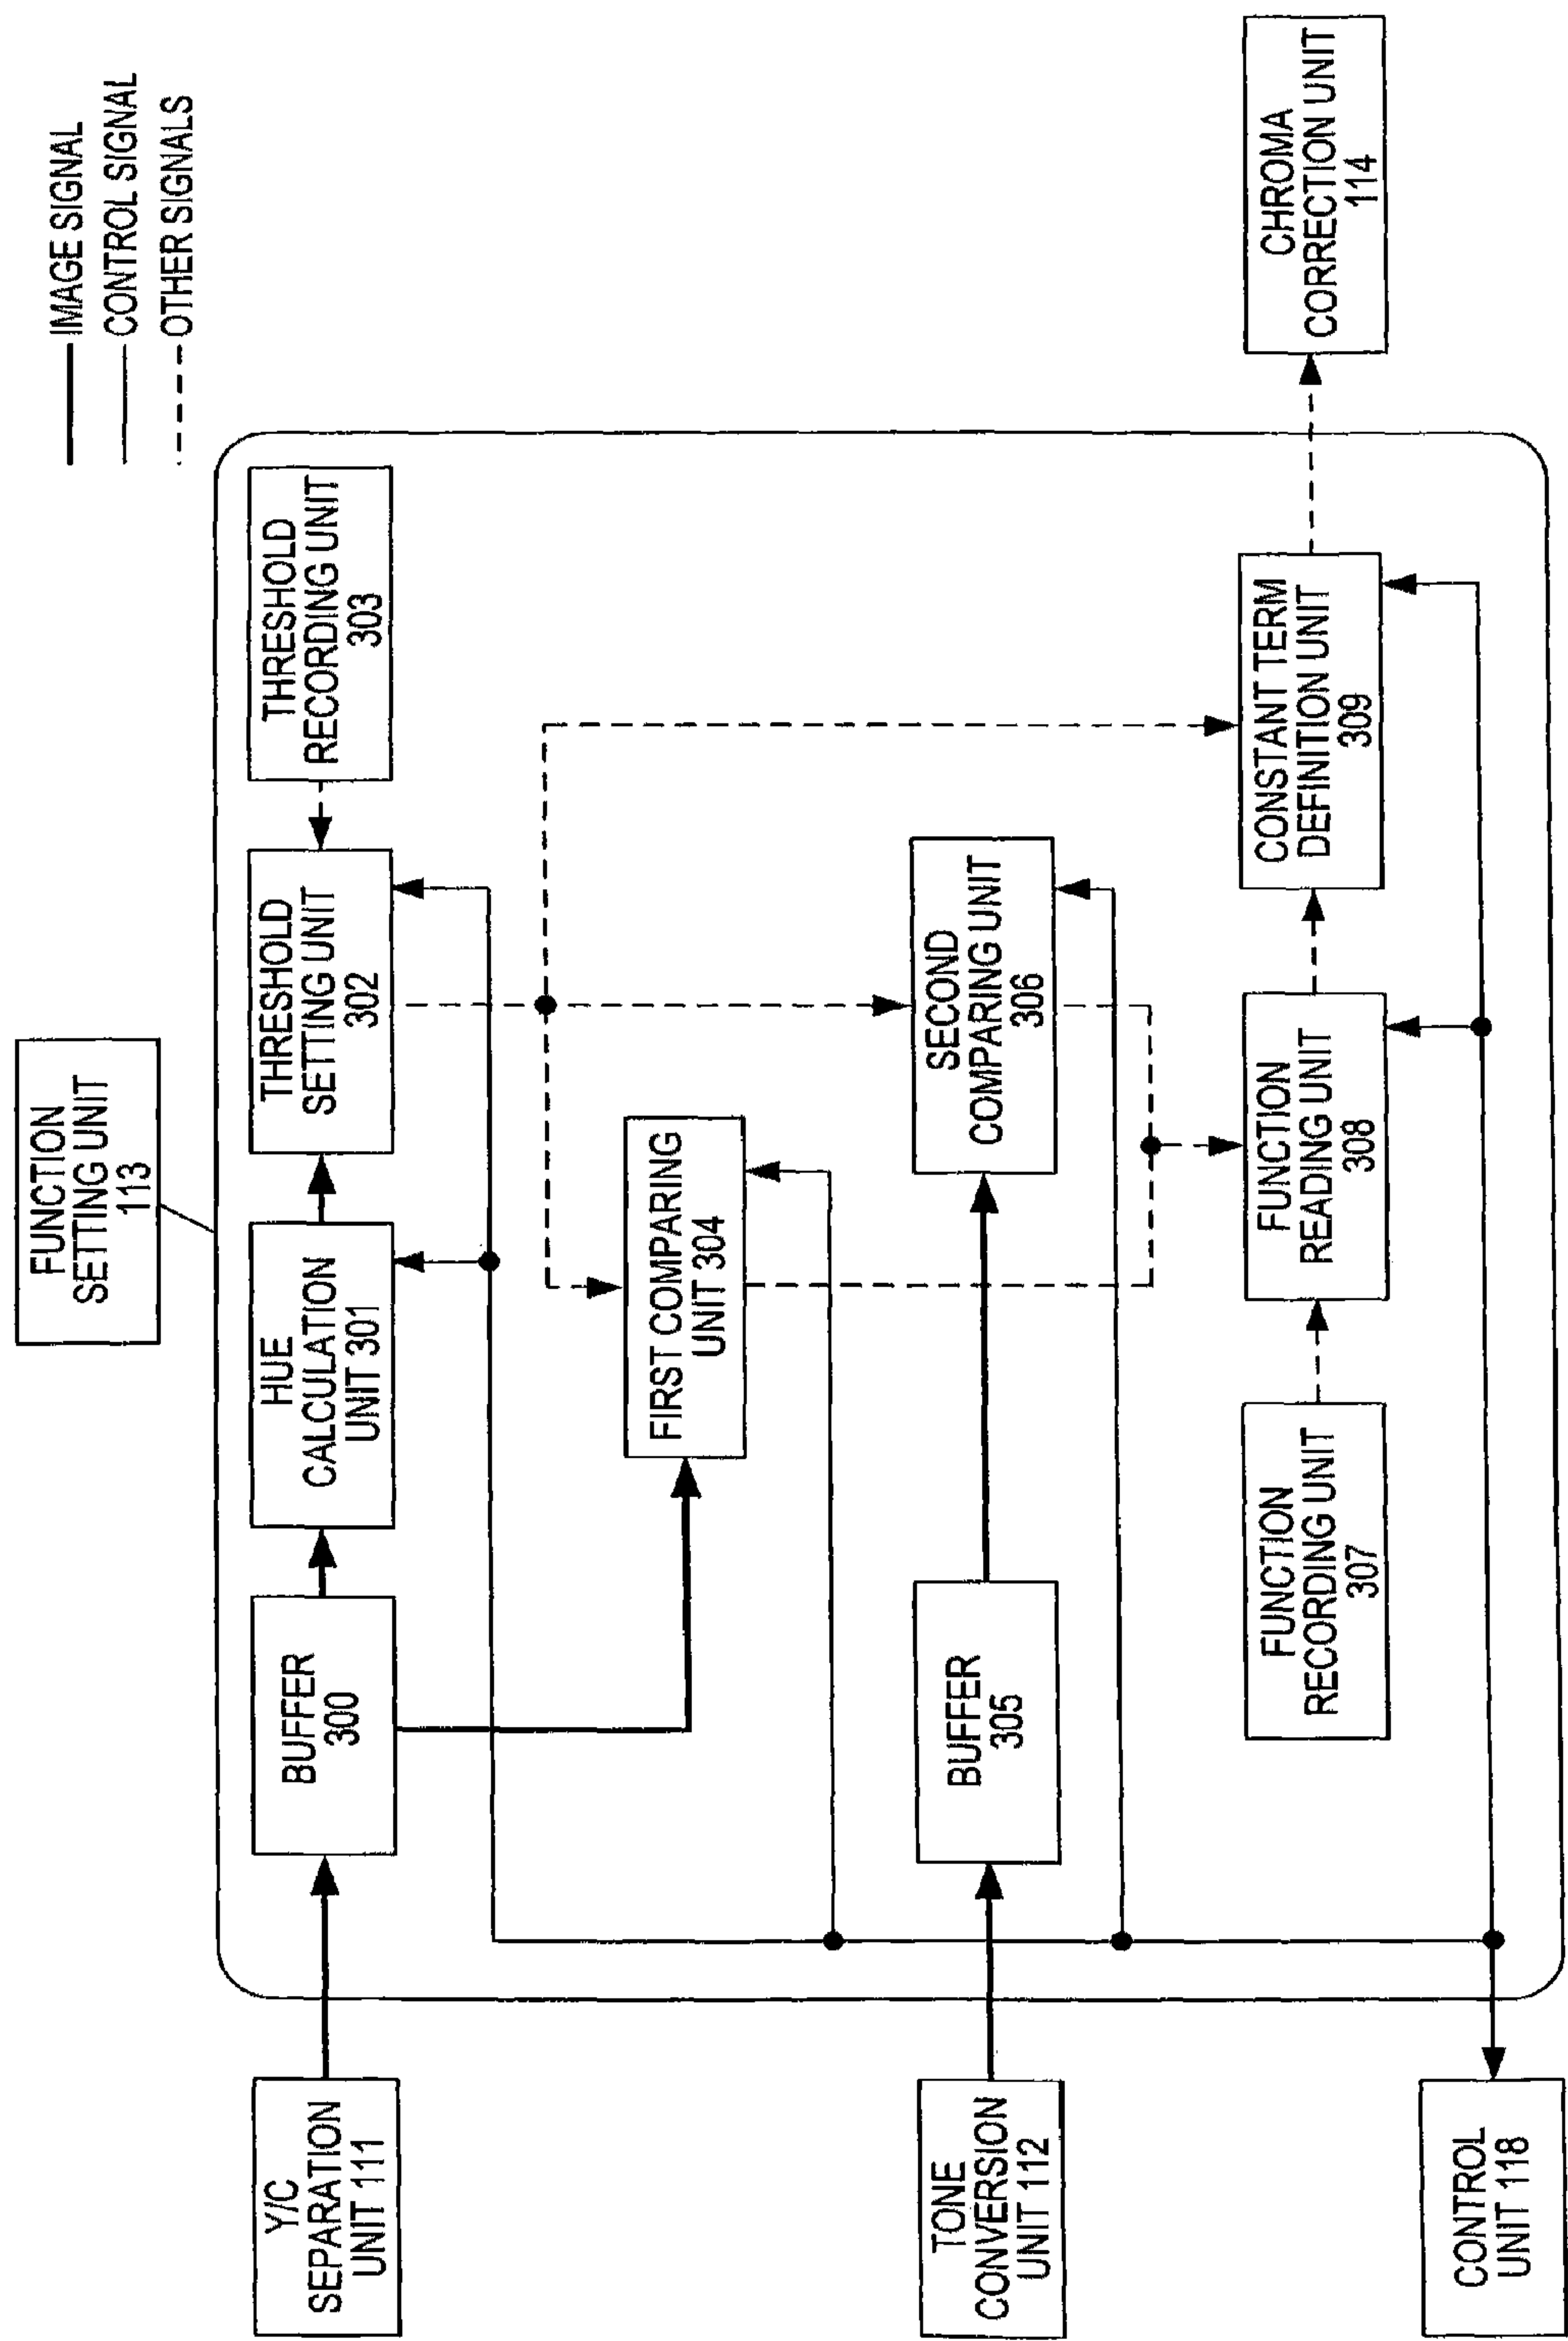 IMAGE SIGNAL
CONTROL SIGNAL
OTHER SIGNALS
FUNCTION
SETTING UNIT
113
Y/C
SEPARATION
UNIT 111
BUFFER
300
HUE
CALCULATION
UNIT 301
THRESHOLD
SETTING UNIT
302
THRESHOLD
RECORDING UNIT
303
FIRST COMPARING
UNIT 304
TONE
CONVERSION
UNIT 112
BUFFER
305
SECOND
COMPARING UNIT
306
CONTROL
UNIT 118
FUNCTION
RECORDING UNIT
307
FUNCTION
READING UNIT
308
CONSTANT TERM
DEFINITION UNIT
309
CHROMA
CORRECTION UNIT
114